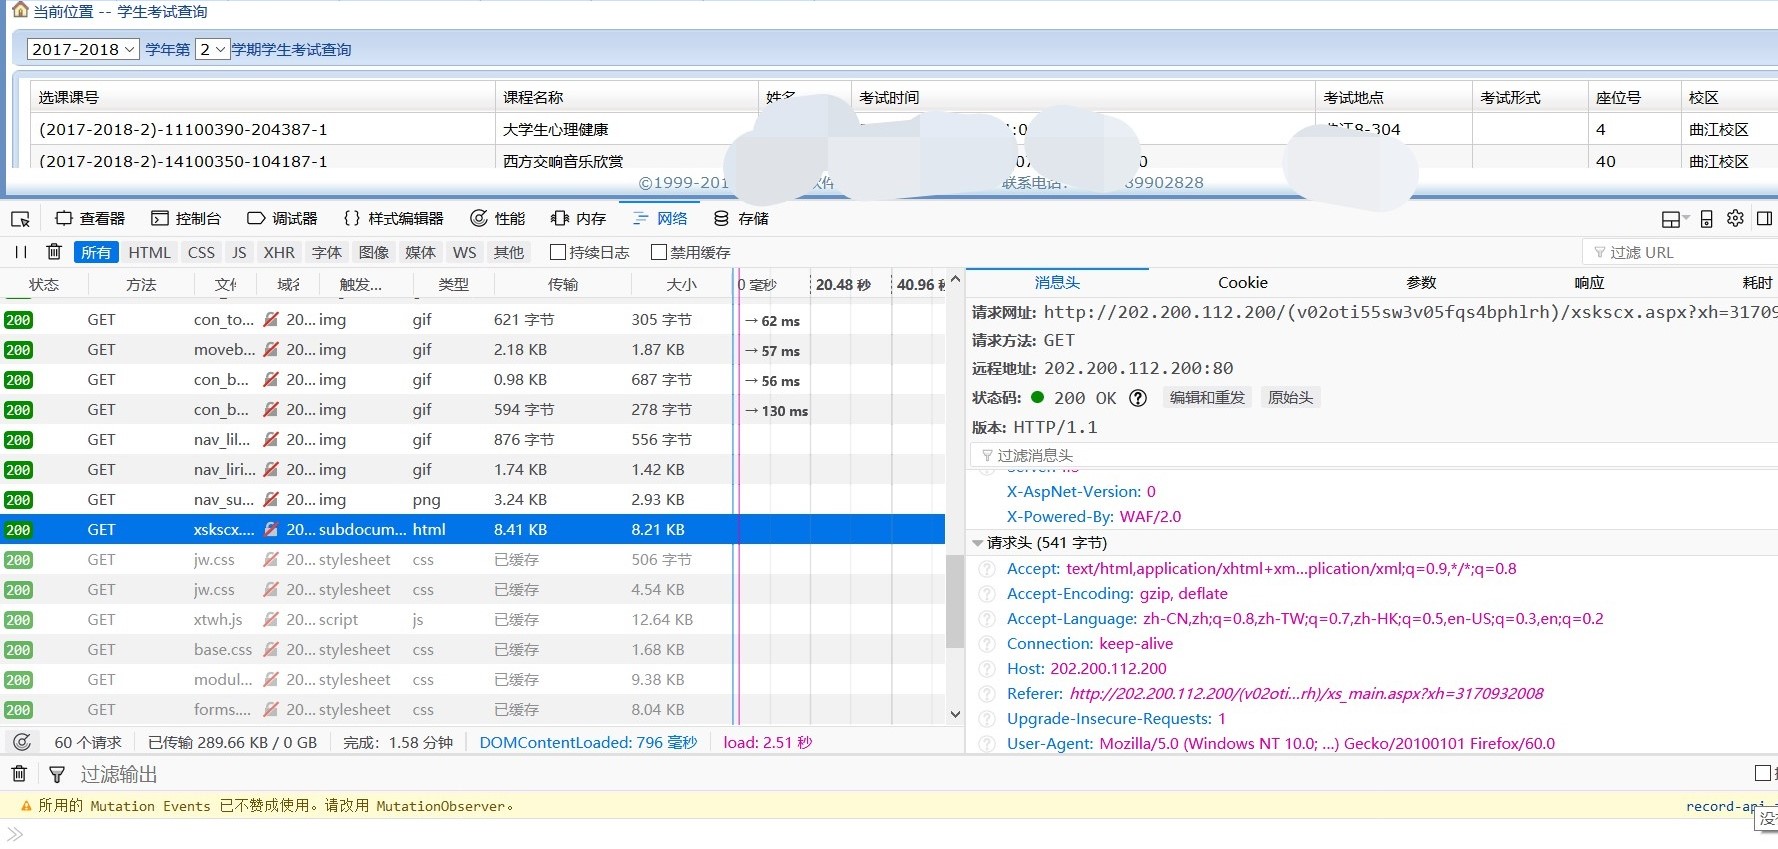 当前位置 -- 学生考试查询
2017-2018 学年第 2 学期学生考试查询
选课课号 课程名称 姓名 考试时间 考试地点 考试形式 座位号 校区
(2017-2018-2)-11100390-204387-1 大学生心理健康 8-304 4 曲江校区
(2017-2018-2)-14100350-104187-1 西方交响音乐欣赏 40 曲江校区
©1999-201 联系电话: 89902828
查看器 控制台 调试器 {} 样式编辑器 性能 内存 网络 存储
所有 HTML CSS JS XHR 字体 图像 媒体 WS 其他 持续日志 禁用缓存 过滤 URL
状态 方法 文件 域名 触发... 类型 传输 大小 0 毫秒 20.48 秒 40.96 秒
200 GET con_to... 20... img gif 621 字节 305 字节 → 62 ms
200 GET moveb... 20... img gif 2.18 KB 1.87 KB → 57 ms
200 GET con_b... 20... img gif 0.98 KB 687 字节 → 56 ms
200 GET con_b... 20... img gif 594 字节 278 字节 → 130 ms
200 GET nav_lil... 20... img gif 876 字节 556 字节
200 GET nav_liri... 20... img gif 1.74 KB 1.42 KB
200 GET nav_su... 20... img png 3.24 KB 2.93 KB
200 GET xskscx.... 20... subdocum... html 8.41 KB 8.21 KB
200 GET jw.css 20... stylesheet css 已缓存 506 字节
200 GET jw.css 20... stylesheet css 已缓存 4.54 KB
200 GET xtwh.js 20... script js 已缓存 12.64 KB
200 GET base.css 20... stylesheet css 已缓存 1.68 KB
200 GET modul... 20... stylesheet css 已缓存 9.38 KB
200 GET forms.... 20... stylesheet css 已缓存 8.04 KB
60 个请求 已传输 289.66 KB / 0 GB 完成: 1.58 分钟 DOMContentLoaded: 796 毫秒 load: 2.51 秒
消息头 Cookie 参数 响应 耗时
请求网址: http://202.200.112.200/(v02oti55sw3v05fqs4bphlrh)/xskscx.aspx?xh=31709
请求方法: GET
远程地址: 202.200.112.200:80
状态码: 200 OK 编辑和重发 原始头
版本: HTTP/1.1
过滤消息头
X-AspNet-Version: 0
X-Powered-By: WAF/2.0
请求头 (541 字节)
Accept: text/html,application/xhtml+xm...plication/xml;q=0.9,*/*;q=0.8
Accept-Encoding: gzip, deflate
Accept-Language: zh-CN,zh;q=0.8,zh-TW;q=0.7,zh-HK;q=0.5,en-US;q=0.3,en;q=0.2
Connection: keep-alive
Host: 202.200.112.200
Referer: http://202.200.112.200/(v02oti...rh)/xs_main.aspx?xh=3170932008
Upgrade-Insecure-Requests: 1
User-Agent: Mozilla/5.0 (Windows NT 10.0; ...) Gecko/20100101 Firefox/60.0
过滤输出
所用的 Mutation Events 已不赞成使用。请改用 MutationObserver。 record-api